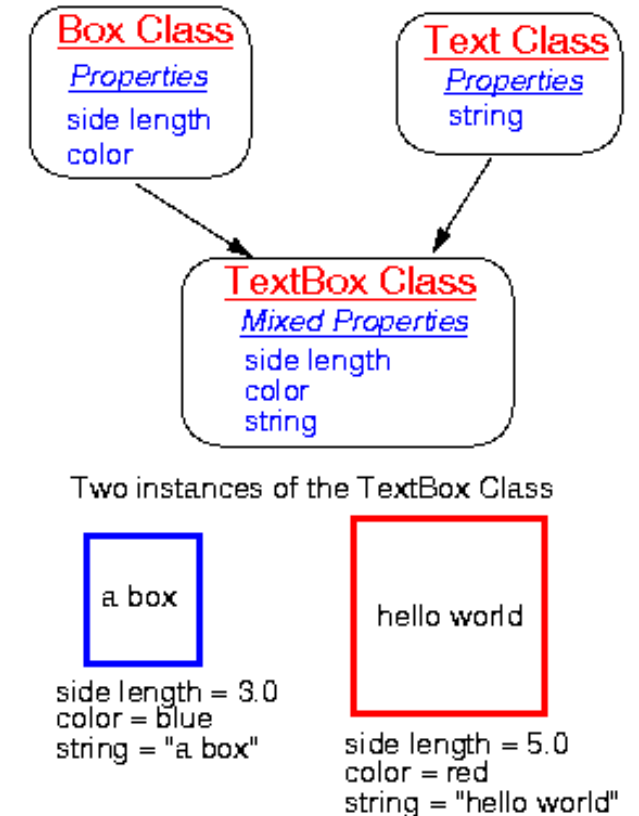 Box Class
Properties
side length
color
Text Class
Properties
string
TextBox Class
Mixed Properties
side length
color
string
Two instances of the TextBox Class
a box
side length = 3.0
color = blue
string = "a box"
hello world
side length = 5.0
color = red
string = "hello world"